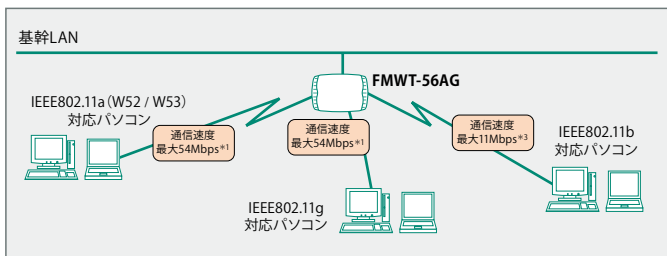 基幹LAN
FMWT-56AG
IEEE802.11a（W52 / W53）
対応パソコン
通信速度
最大54Mbps*1
通信速度
最大54Mbps*1
通信速度
最大11Mbps*3
IEEE802.11b
対応パソコン
IEEE802.11g
対応パソコン